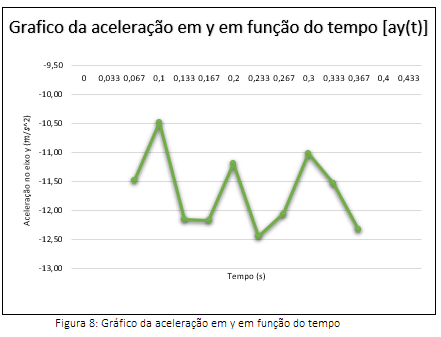 Grafico da aceleração em y em função do tempo [ay(t)]
-9,50
0 0,033 0,067 0,1 0,133 0,167 0,2 0,233 0,267 0,3 0,333 0,367 0,4 0,433
-10,00
-10,50
-11,00
-11,50
-12,00
-12,50
-13,00
Aceleração no eixo Y (m/s^2)
Tempo (s)
Figura 8: Gráfico da aceleração em y em função do tempo